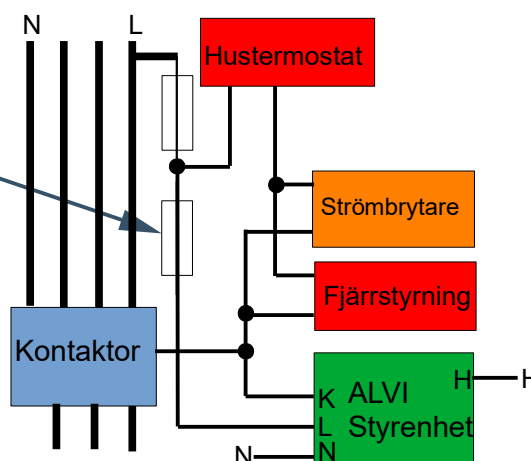 N
L
Hustermostat
Strömbrytare
Fjärrstyrning
Kontaktor
K
ALVI
H
L
Styrenhet
N
N